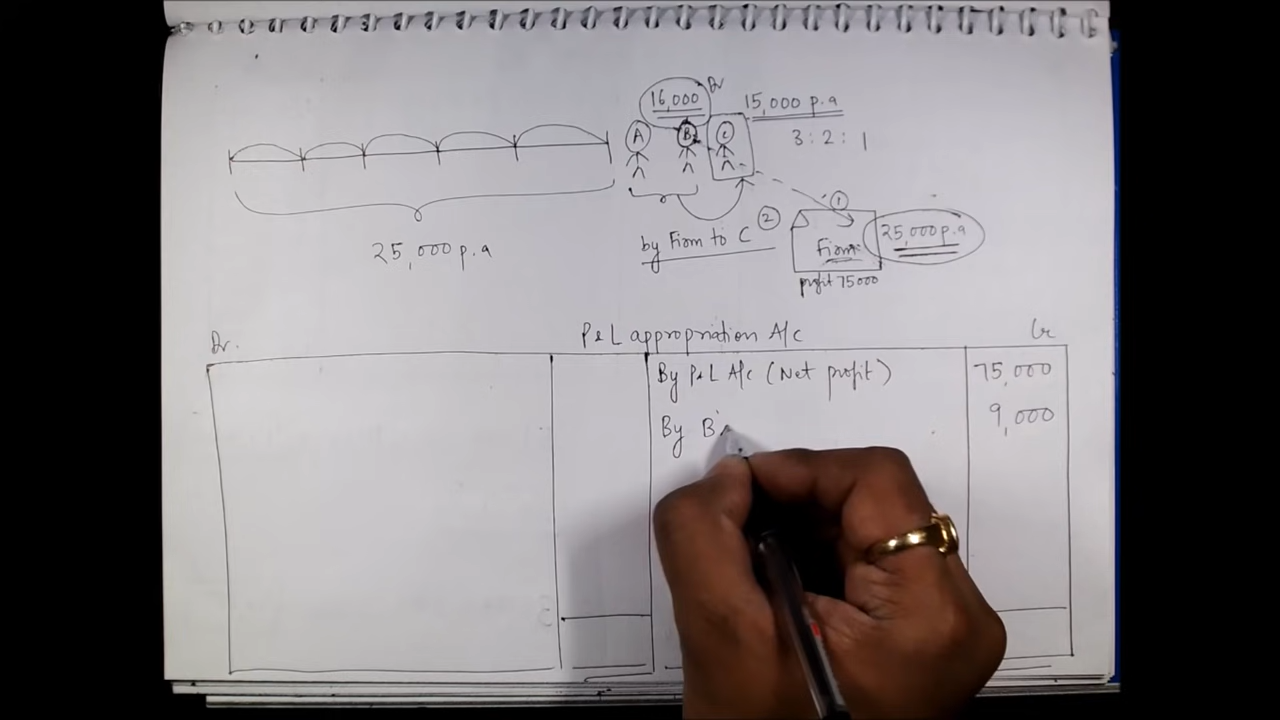 16,000 Dr
15,000 p.a
A B C
3 : 2 : 1
1
2
25,000 p.a
by Firm to C
Firm
25,000 p.a
profit 75000
Dr. P & L appropriation A/c Cr
By P&L A/c (Net profit) 75,000
By B's 9,000